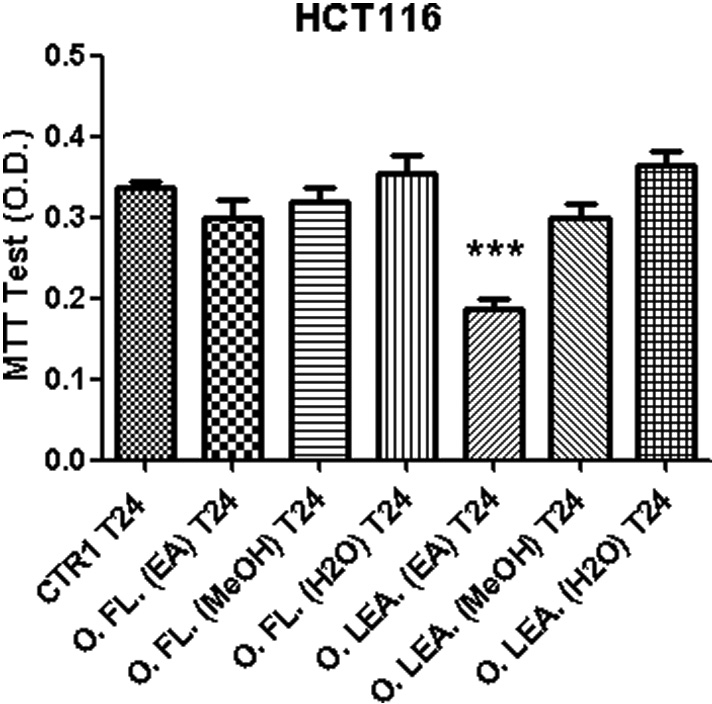 HCT116
MTT Test (O.D.)
0.5
0.4
0.3
0.2
0.1
0.0
***
CTR1 T24
O. FL. (EA) T24
O. FL. (MeOH) T24
O. FL. (H2O) T24
O. LEA. (EA) T24
O. LEA. (MeOH) T24
O. LEA. (H2O) T24